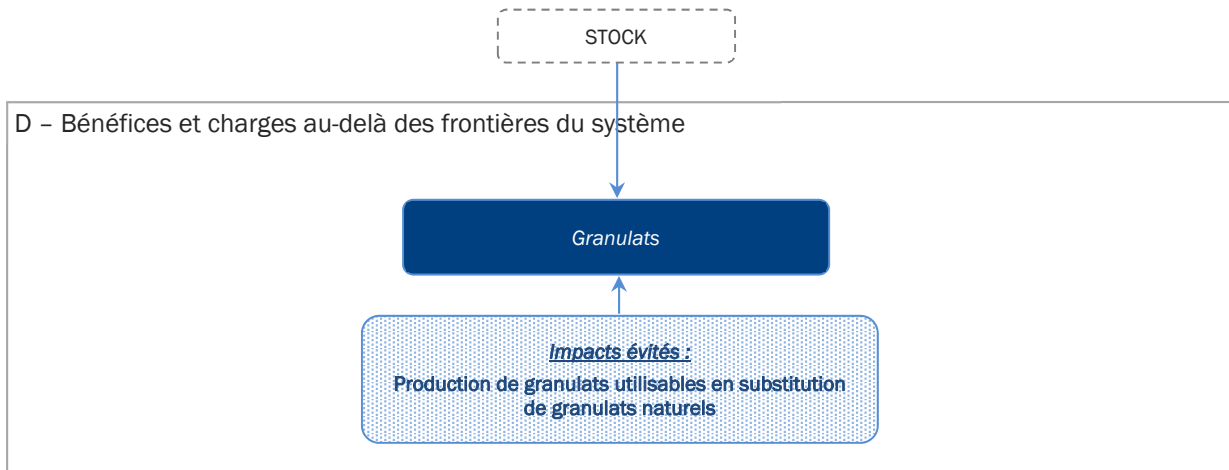 STOCK
D – Bénéfices et charges au-delà des frontières du système
Granulats
Impacts évités :
Production de granulats utilisables en substitution
de granulats naturels